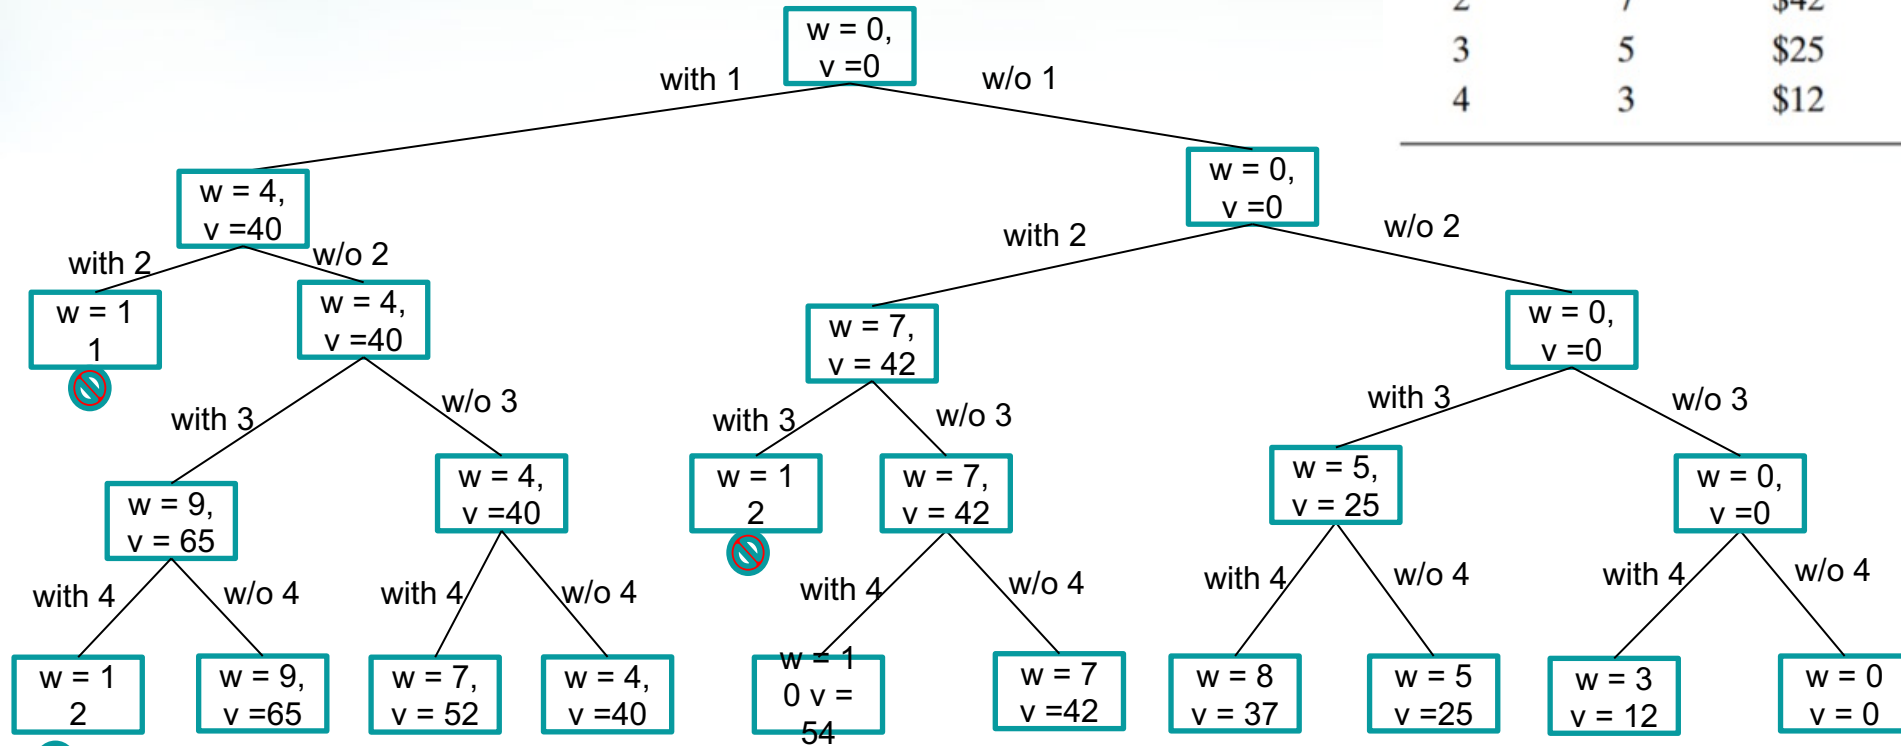 2 7 $42
3 5 $25
4 3 $12
w = 0,
v =0
with 1
w/o 1
w = 4,
v =40
w = 0,
v =0
with 2
w/o 2
with 2
w/o 2
w = 1
1
w = 4,
v =40
w = 7,
v = 42
w = 0,
v =0
with 3
w/o 3
with 3
w/o 3
with 3
w/o 3
w = 9,
v = 65
w = 4,
v =40
w = 1
2
w = 7,
v = 42
w = 5,
v = 25
w = 0,
v =0
with 4
w/o 4
with 4
w/o 4
with 4
w/o 4
with 4
w/o 4
with 4
w/o 4
w = 1
2
w = 9,
v =65
w = 7,
v = 52
w = 4,
v =40
w = 1
0 v =
54
w = 7
v =42
w = 8
v = 37
w = 5
v =25
w = 3
v = 12
w = 0
v = 0